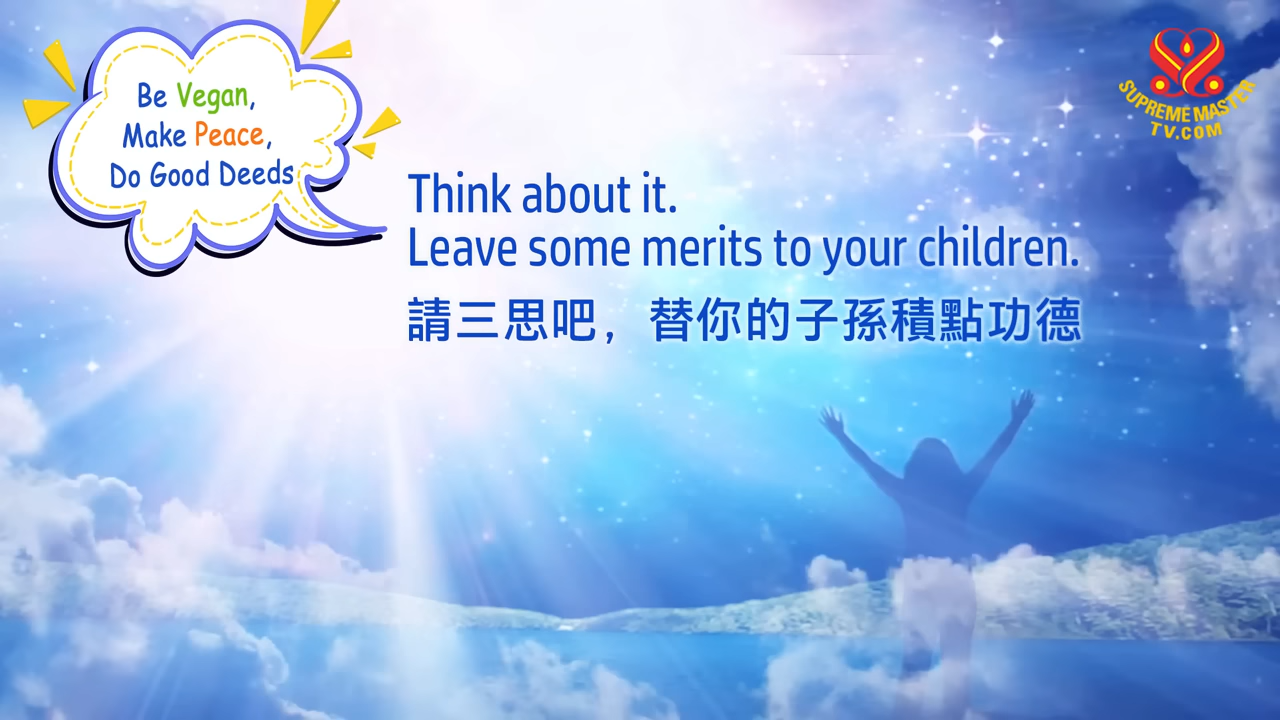 Be Vegan,
Make Peace,
Do Good Deeds
SUPREME MASTER
TV.COM
Think about it.
Leave some merits to your children.
請三思吧，替你的子孫積點功德